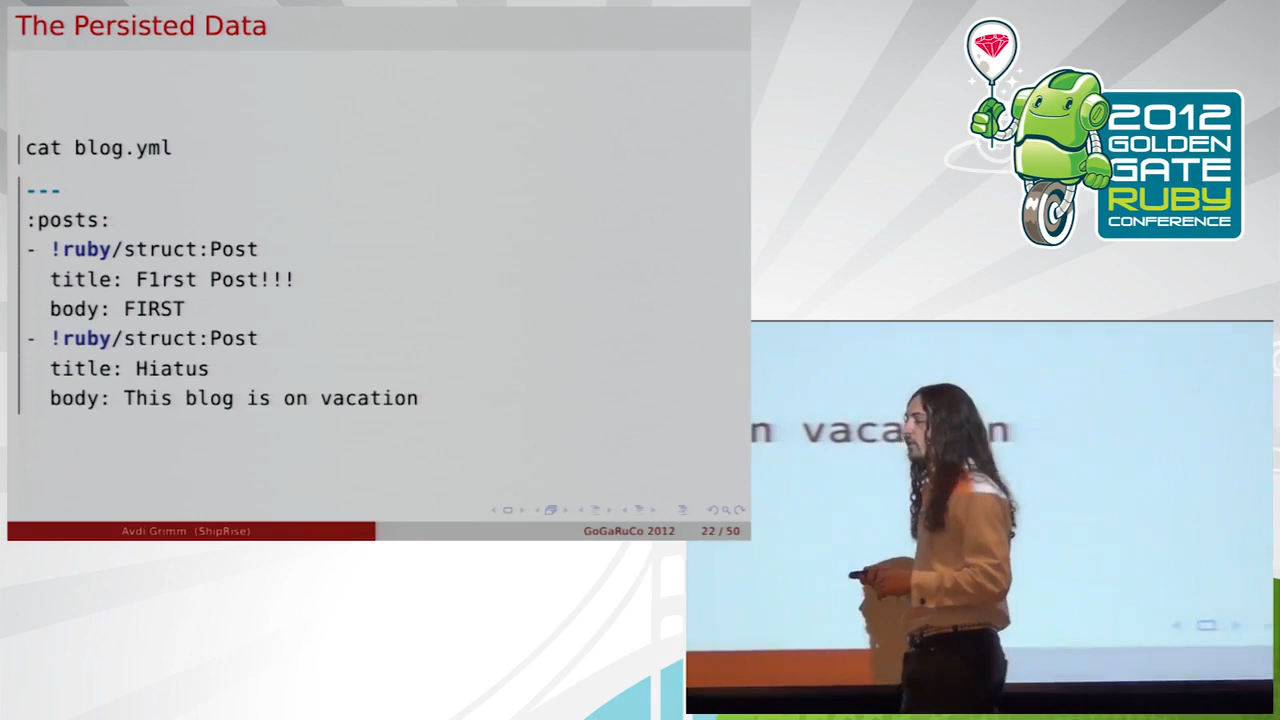 The Persisted Data
cat blog.yml
---
:posts:
- !ruby/struct:Post
  title: F1rst Post!!!
  body: FIRST
- !ruby/struct:Post
  title: Hiatus
  body: This blog is on vacation
Avdi Grimm (ShipRise)
GoGaRuCo 2012 22 / 50
2012
GOLDEN
GATE
RUBY
CONFERENCE
n vaca n